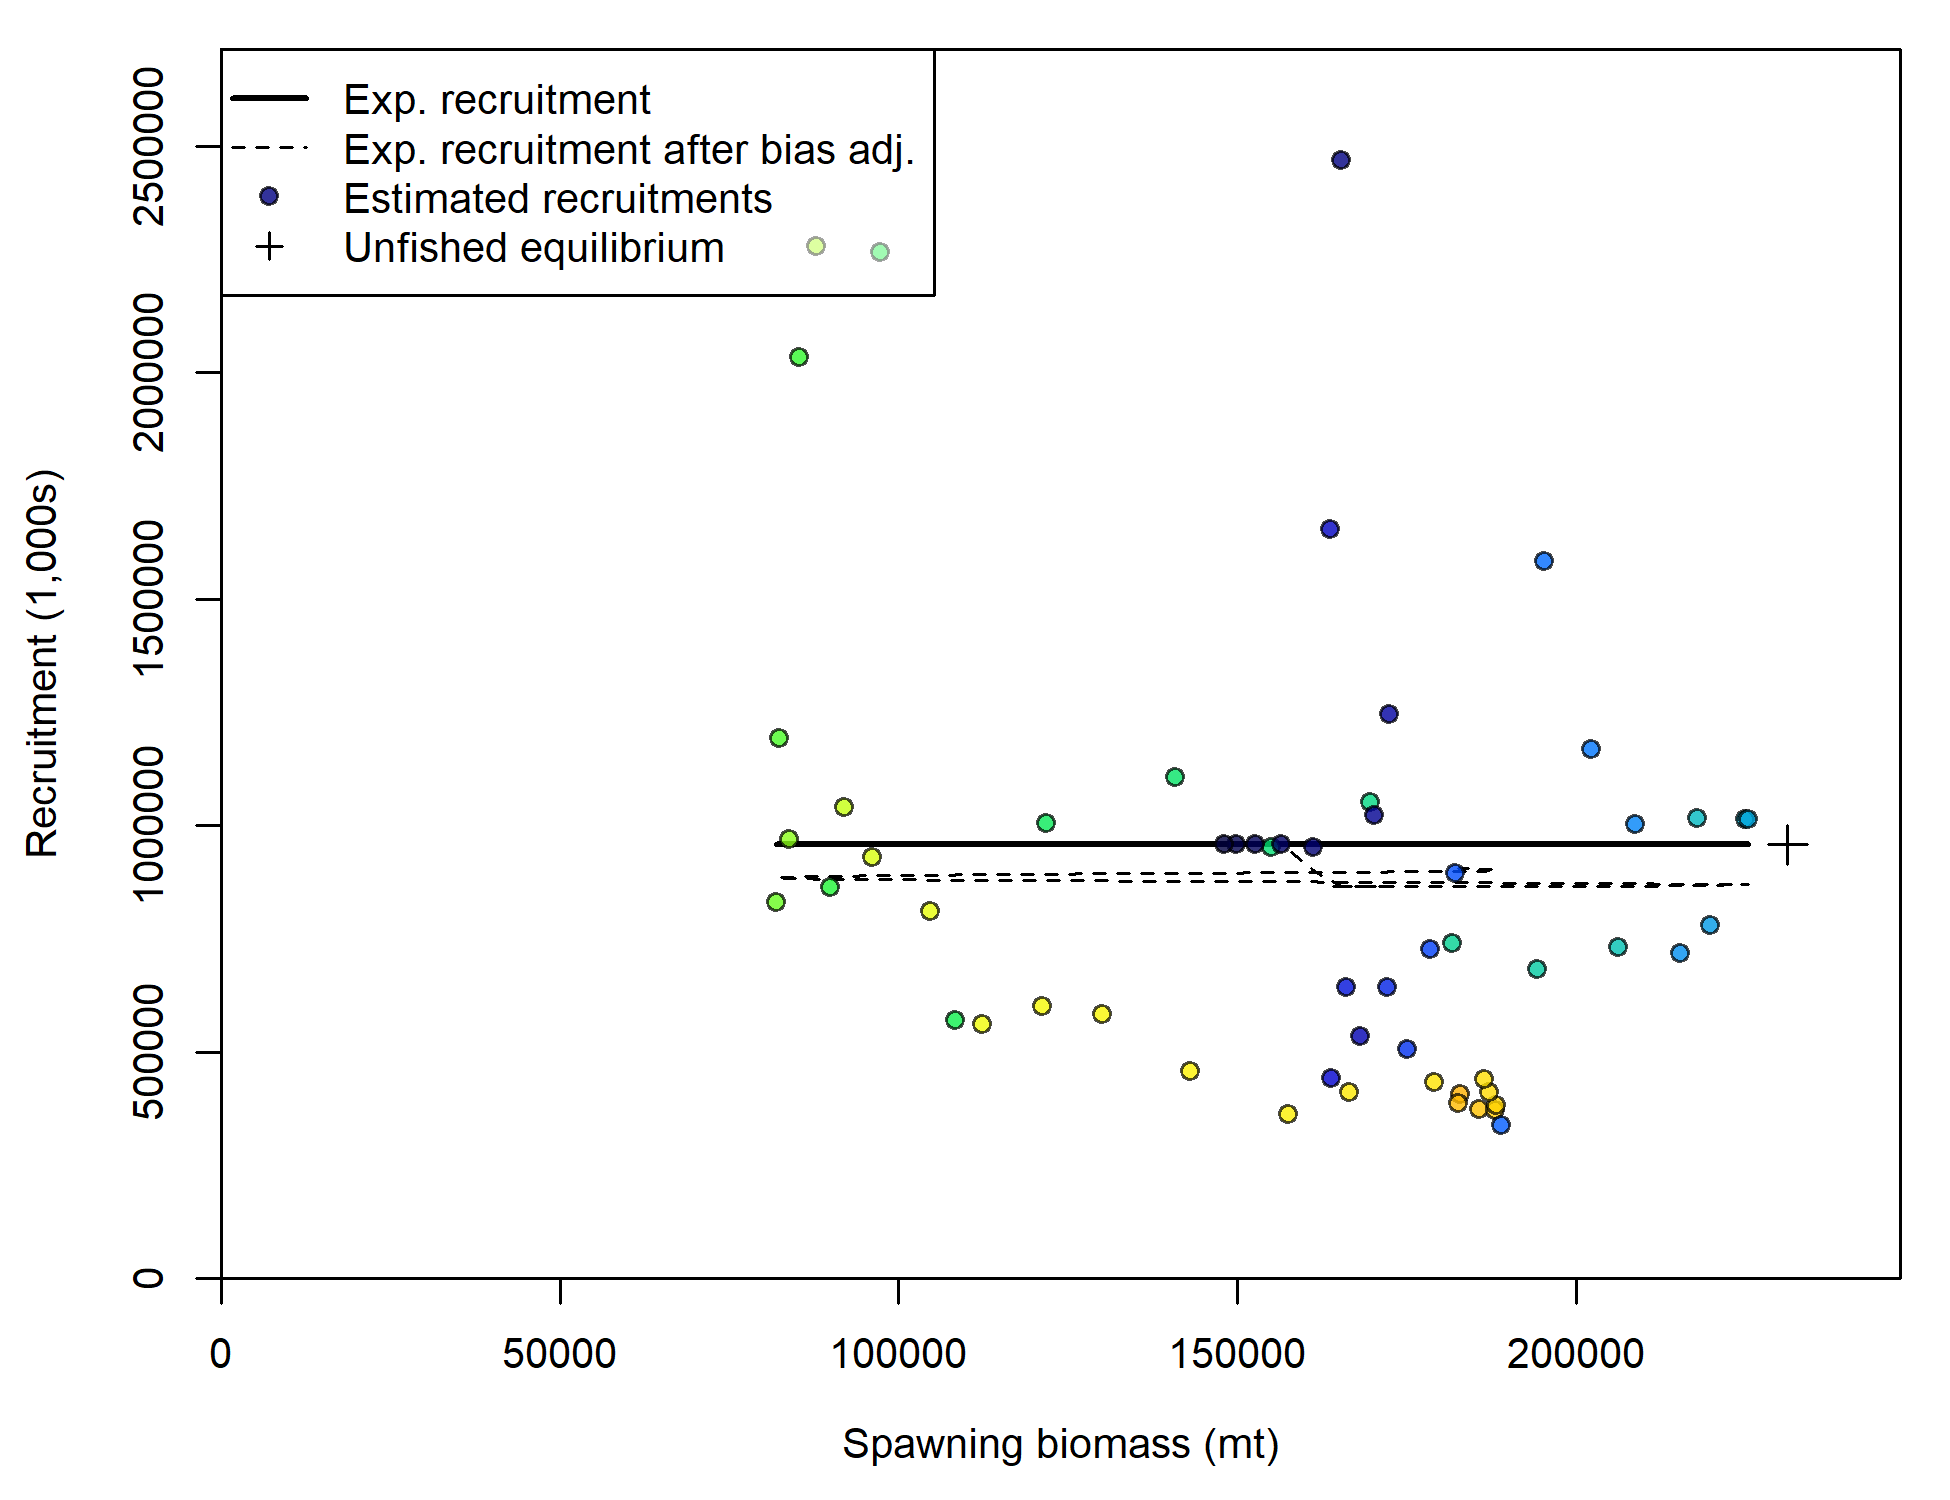 Exp. recruitment
Exp. recruitment after bias adj.
Estimated recruitments
Unfished equilibrium
Recruitment (1,000s)
2500000
2000000
1500000
1000000
500000
0
0 50000 100000 150000 200000
Spawning biomass (mt)